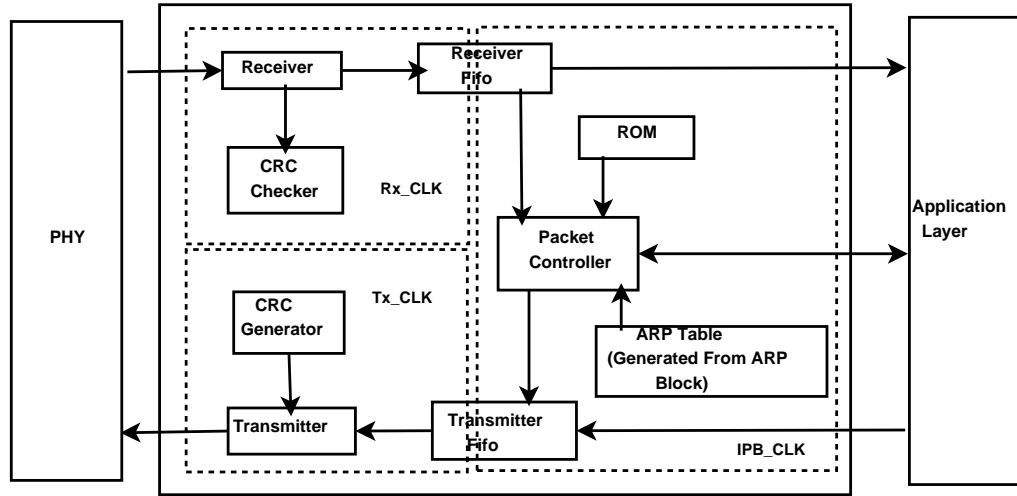 PHY
Receiver
Receiver
Fifo
CRC
Checker
Rx_CLK
ROM
Packet
Controller
Application
Layer
Tx_CLK
CRC
Generator
ARP Table
(Generated From ARP
Block)
Transmitter
Transmitter
Fifo
IPB_CLK